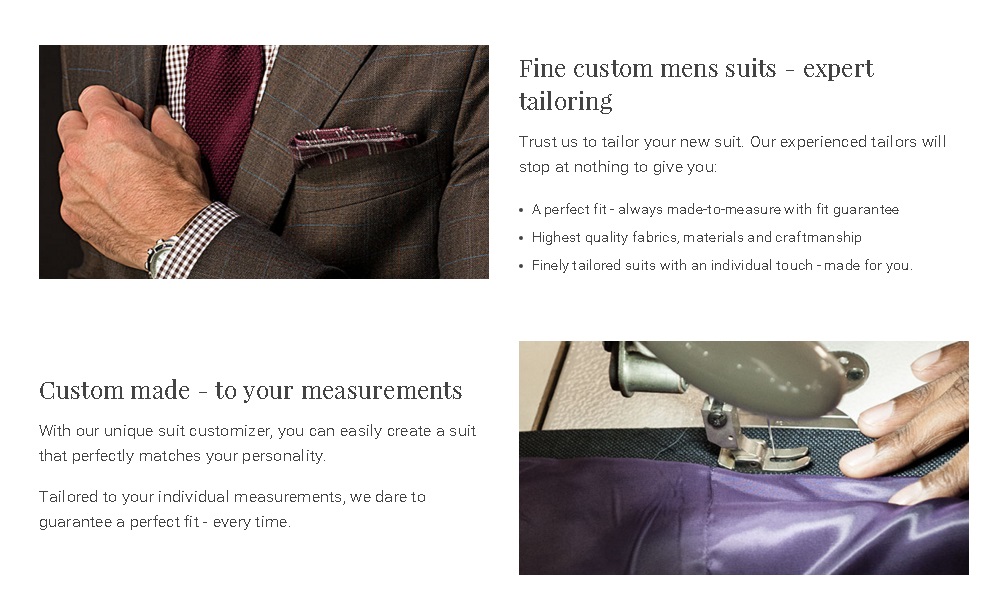 Fine custom mens suits - expert
tailoring
Trust us to tailor your new suit. Our experienced tailors will
stop at nothing to give you:
• A perfect fit - always made-to-measure with fit guarantee
• Highest quality fabrics, materials and craftmanship
• Finely tailored suits with an individual touch - made for you.
Custom made - to your measurements
With our unique suit customizer, you can easily create a suit
that perfectly matches your personality.
Tailored to your individual measurements, we dare to
guarantee a perfect fit - every time.